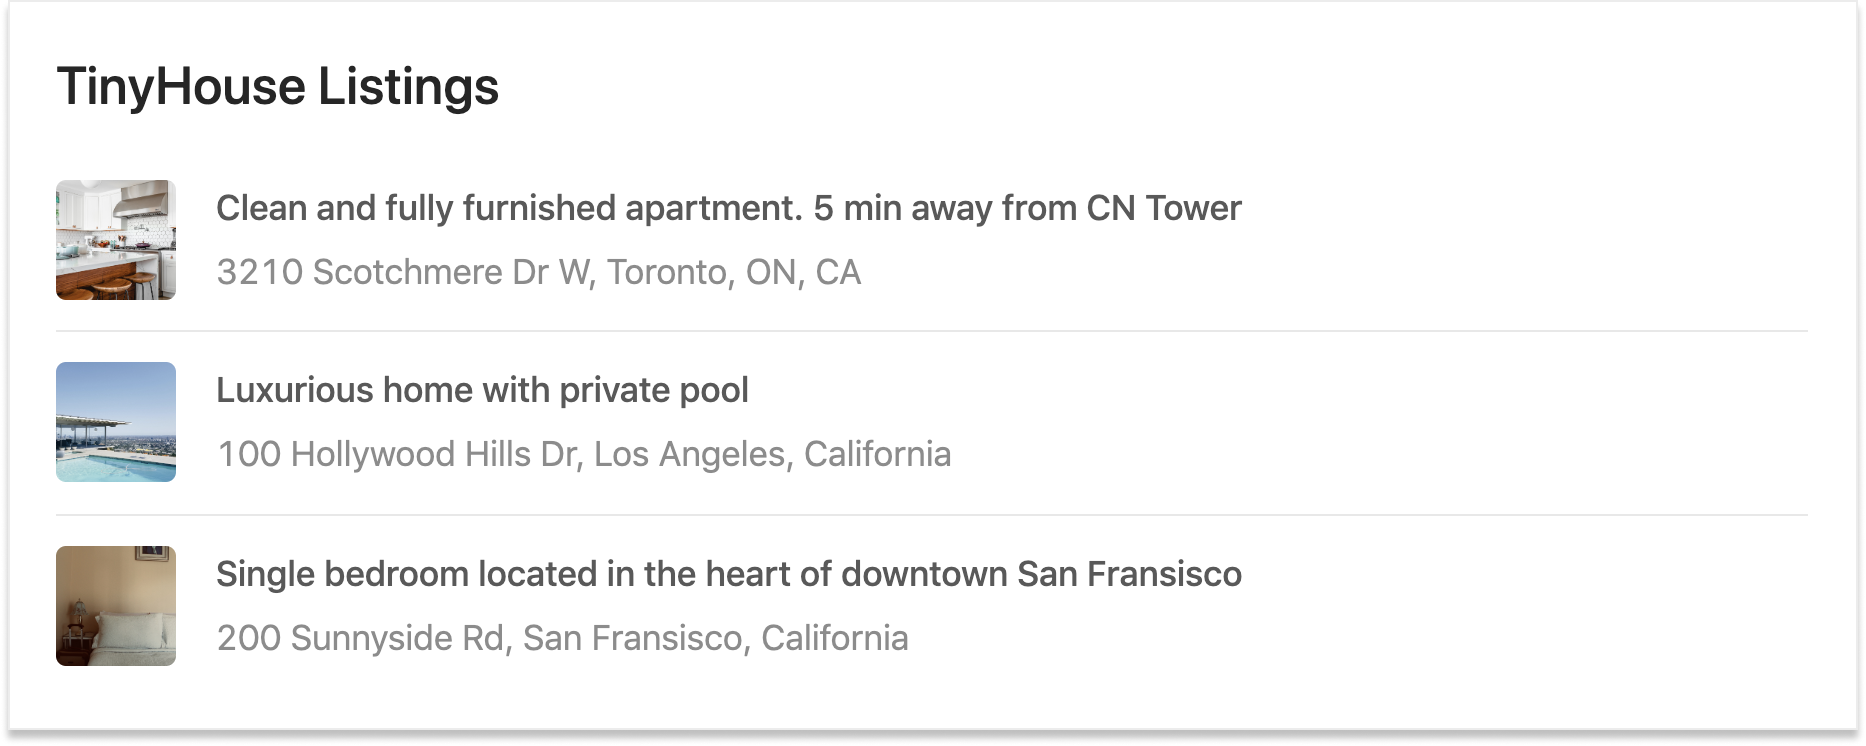 TinyHouse Listings
Clean and fully furnished apartment. 5 min away from CN Tower
3210 Scotchmere Dr W, Toronto, ON, CA
Luxurious home with private pool
100 Hollywood Hills Dr, Los Angeles, California
Single bedroom located in the heart of downtown San Fransisco
200 Sunnyside Rd, San Fransisco, California